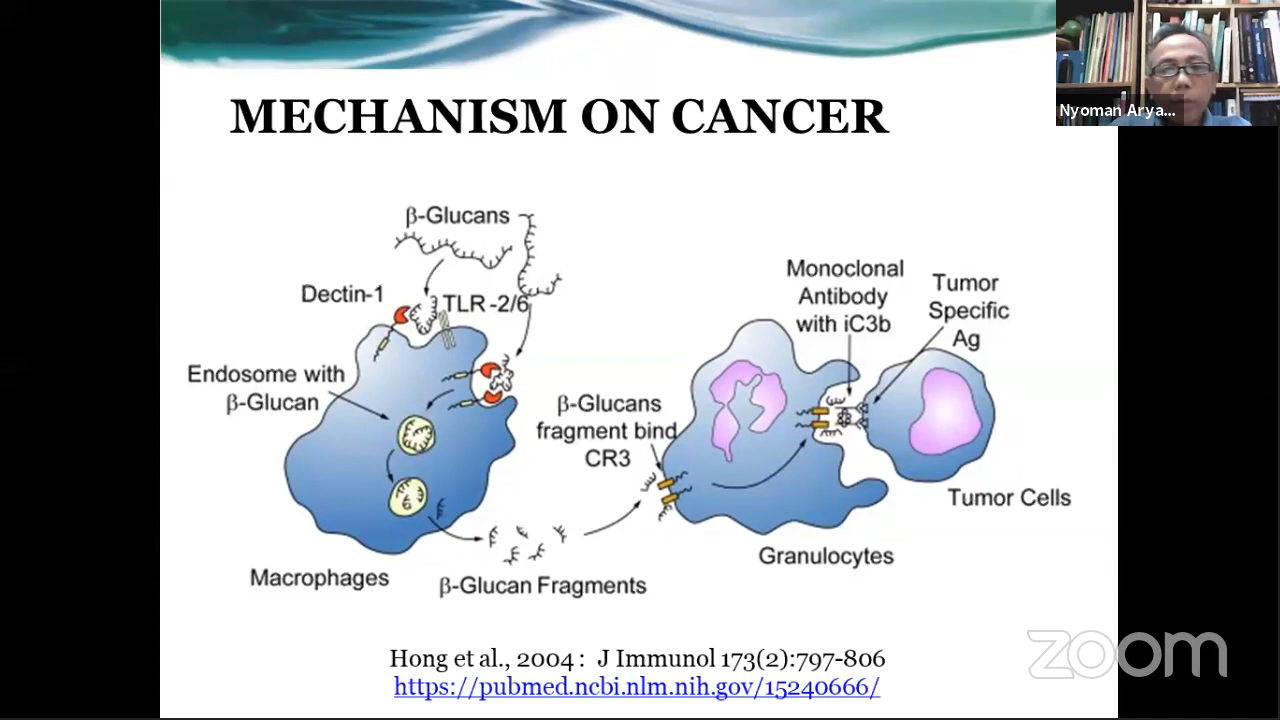 Nyoman Arya...
MECHANISM ON CANCER
β-Glucans
Dectin-1
TLR-2/6
Endosome with
β-Glucan
Macrophages
β-Glucan Fragments
β-Glucans
fragment bind
CR3
Monoclonal
Antibody
with iC3b
Tumor
Specific
Ag
Tumor Cells
Granulocytes
Hong et al., 2004 : J Immunol 173(2):797-806
https://pubmed.ncbi.nlm.nih.gov/15240666/
zoom